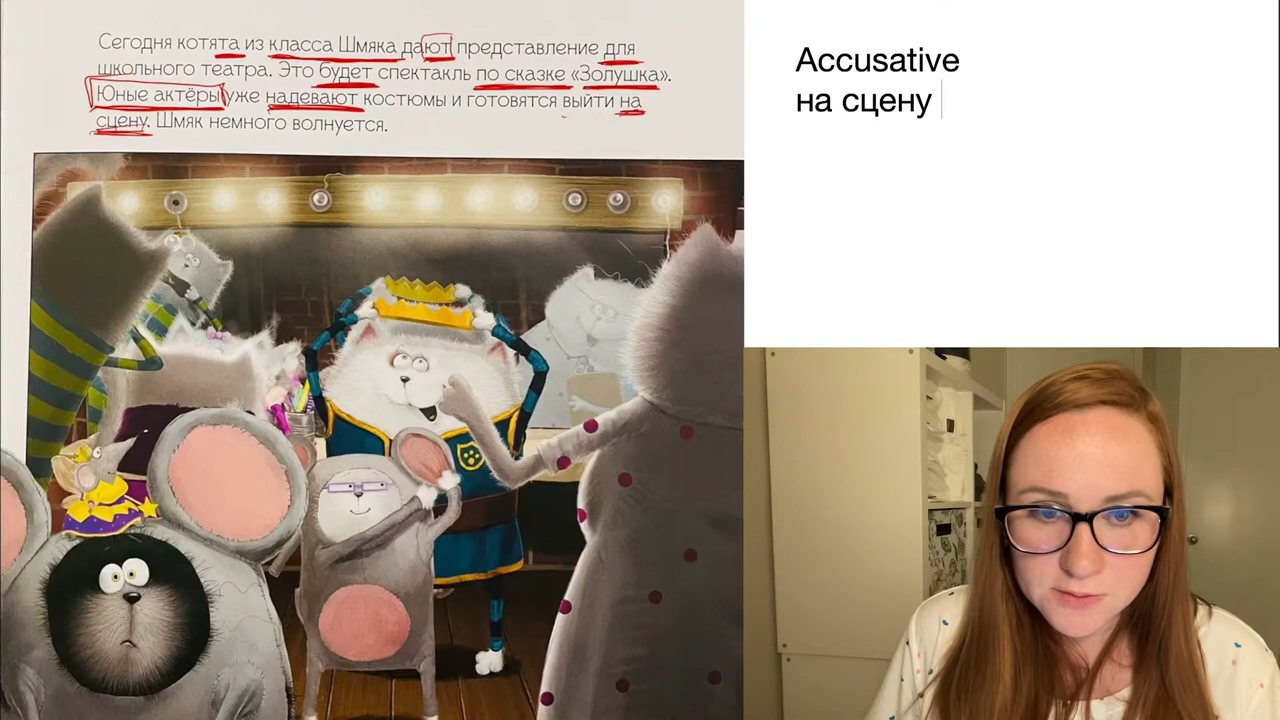 Сегодня котята из класса Шмяка дают представление для
школьного театра. Это будет спектакль по сказке «Золушка».
Юные актёры уже надевают костюмы и готовятся выйти на
сцену. Шмяк немного волнуется.
Accusative
на сцену